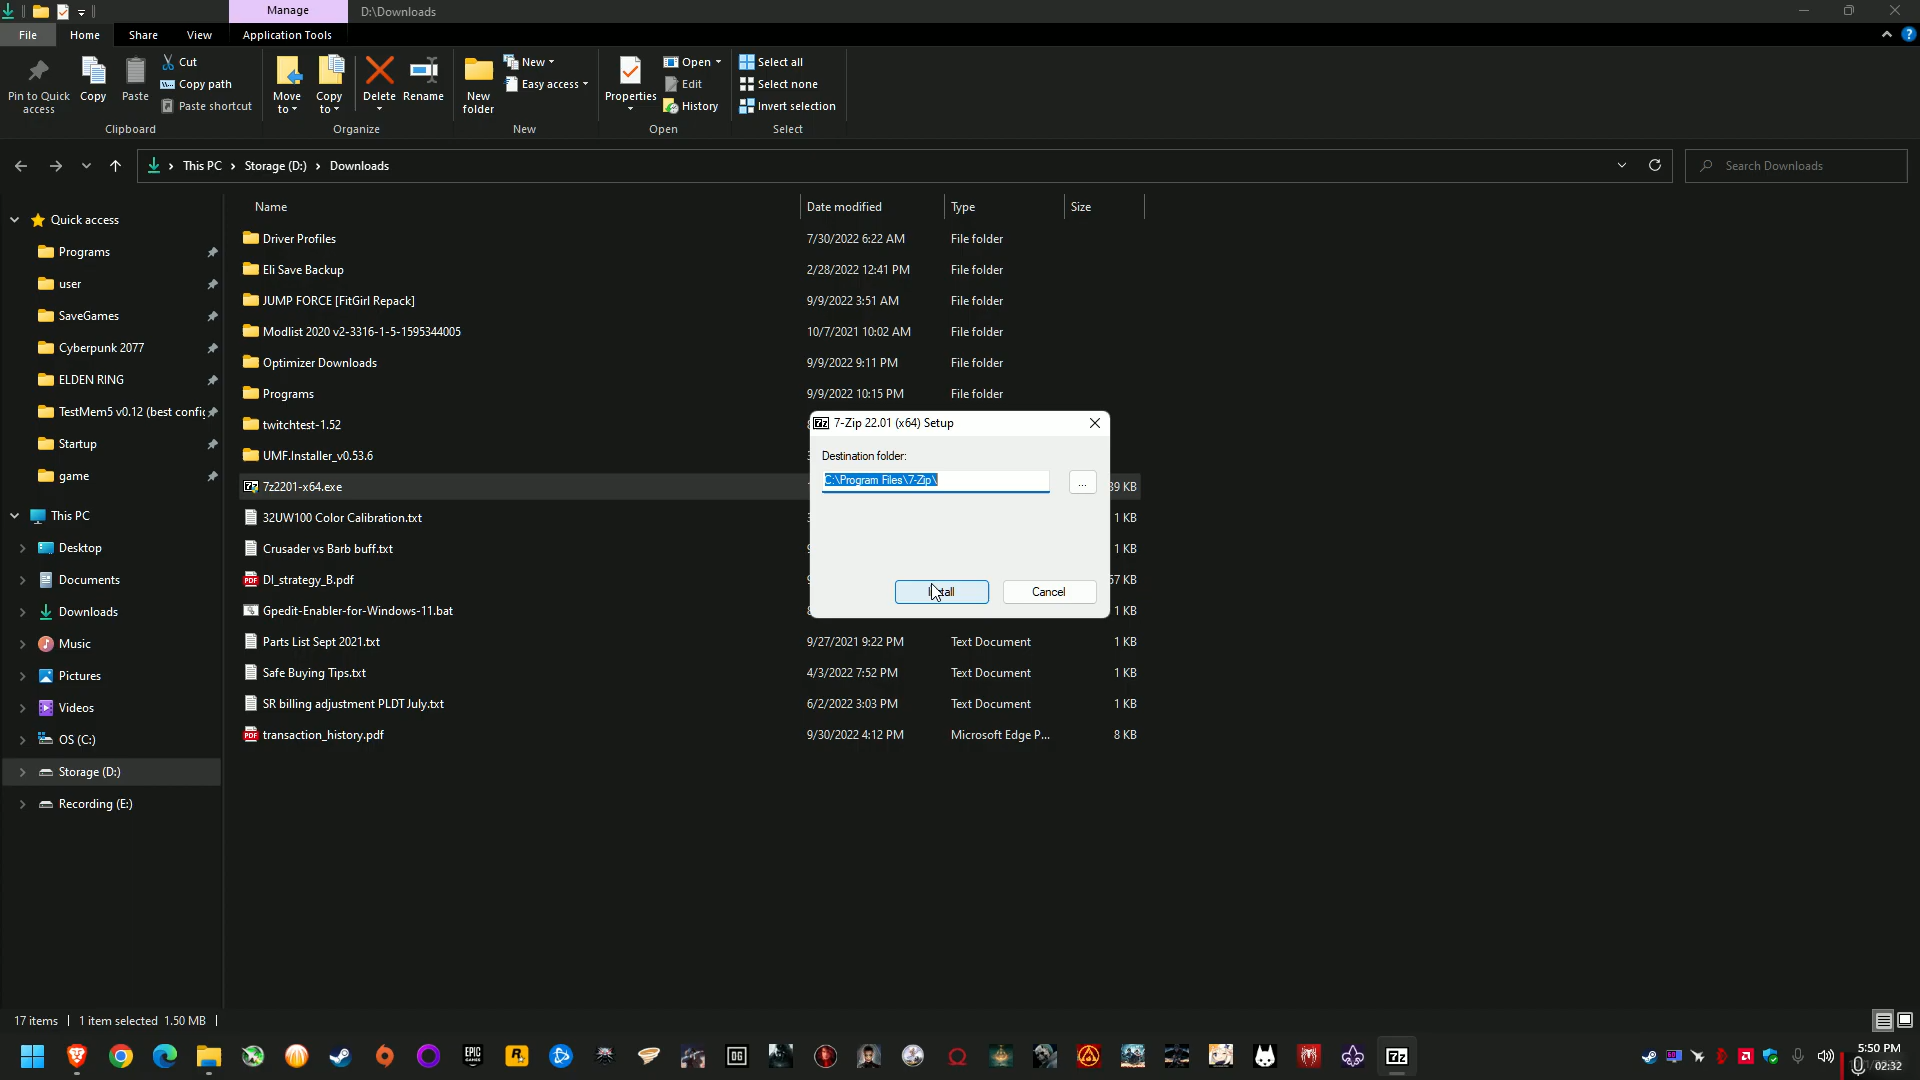 Manage
D:\Downloads
File
Home
Share
View
Application Tools
Pin to Quick access
Copy
Paste
Cut
Copy path
Paste shortcut
Move to
Copy to
Delete
Rename
New folder
New
Easy access
Properties
Open
Edit
History
Select all
Select none
Invert selection
Clipboard
Organize
New
Open
Select
This PC
Storage (D:)
Downloads
Search Downloads
Name
Date modified
Type
Size
Quick access
Programs
user
SaveGames
Cyberpunk 2077
ELDEN RING
TestMem5 v0.12 (best config
Startup
game
This PC
Desktop
Documents
Downloads
Music
Pictures
Videos
OS (C:)
Storage (D:)
Recording (E:)
Driver Profiles 7/30/2022 6:22 AM File folder
Eli Save Backup 2/28/2022 12:41 PM File folder
JUMP FORCE [FitGirl Repack] 9/9/2022 3:51 AM File folder
Modlist 2020 v2-3316-1-5-1595344005 10/7/2021 10:02 AM File folder
Optimizer Downloads 9/9/2022 9:11 PM File folder
Programs 9/9/2022 10:15 PM File folder
twitchtest-1.52
UMF.Installer_v0.53.6
7z2201-x64.exe 39 KB
32UW100 Color Calibration.txt 1 KB
Crusader vs Barb buff.txt 1 KB
DI_strategy_B.pdf 57 KB
Gpedit-Enabler-for-Windows-11.bat 1 KB
Parts List Sept 2021.txt 9/27/2021 9:22 PM Text Document 1 KB
Safe Buying Tips.txt 4/3/2022 7:52 PM Text Document 1 KB
SR billing adjustment PLDT July.txt 6/2/2022 3:03 PM Text Document 1 KB
transaction_history.pdf 9/30/2022 4:12 PM Microsoft Edge P... 8 KB
7-Zip 22.01 (x64) Setup
Destination folder:
C:\Program Files\7-Zip\
...
Install
Cancel
17 items
1 item selected 1.50 MB
5:50 PM
02:32